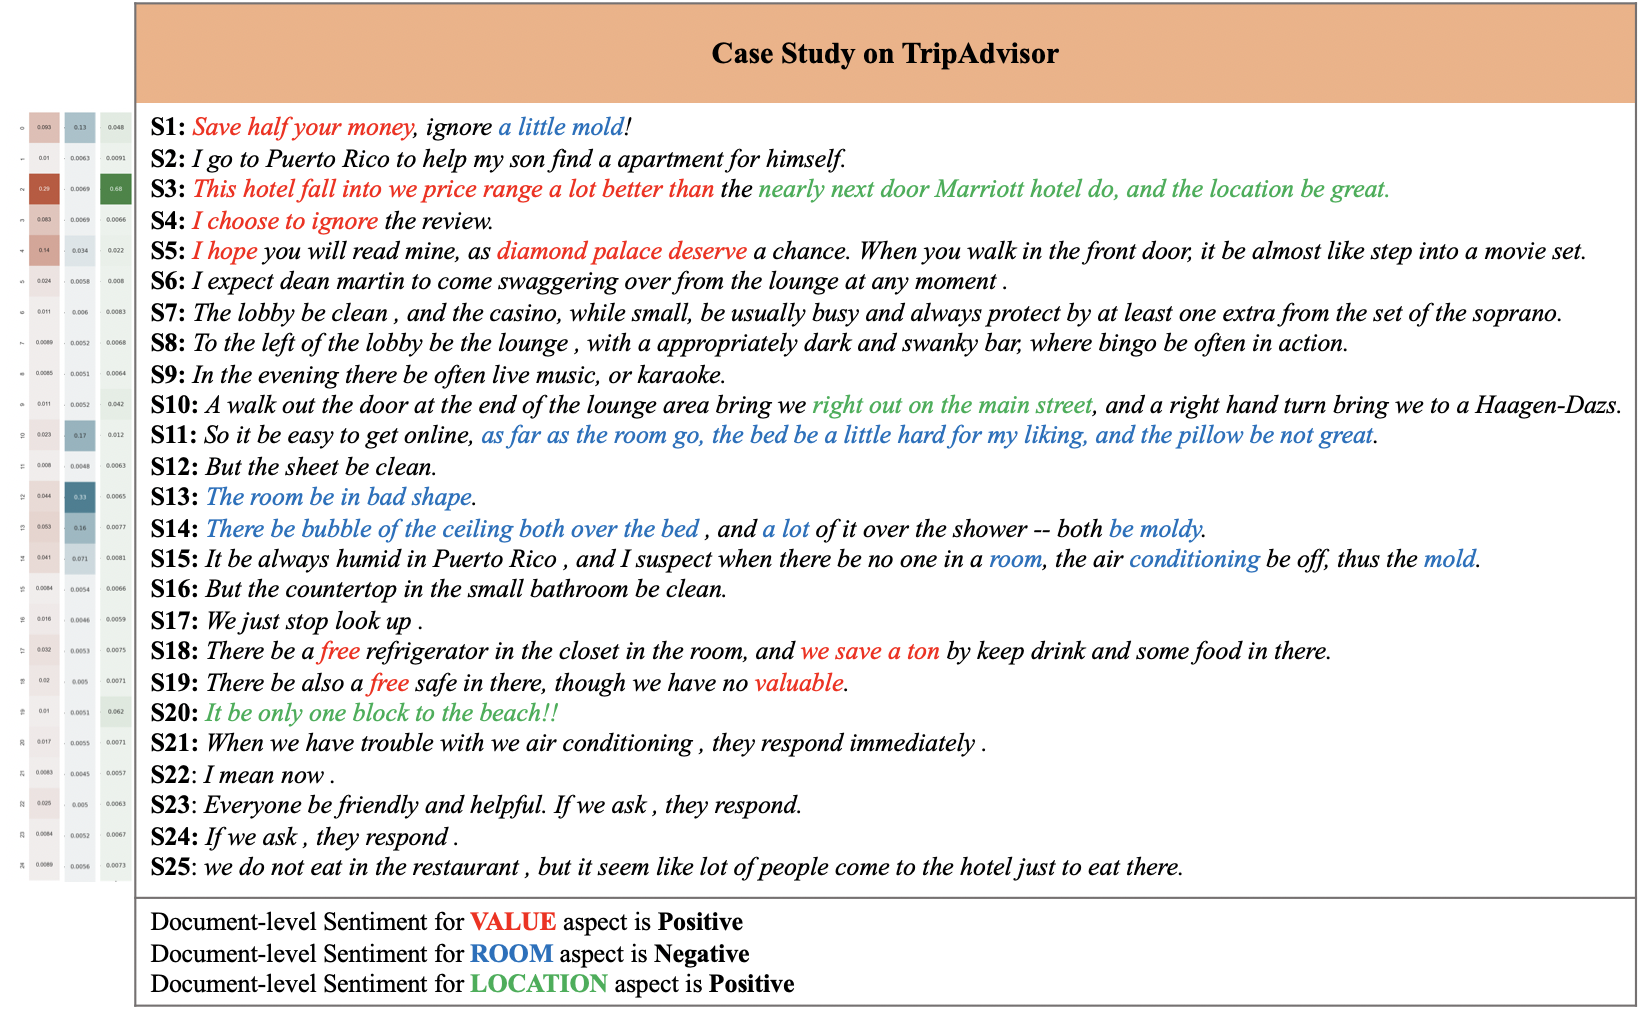 Case Study on TripAdvisor
0 0.093 0.13 0.048 S1: Save half your money, ignore a little mold!
1 0.01 0.0063 0.0091 S2: I go to Puerto Rico to help my son find a apartment for himself.
2 0.29 0.0069 0.68 S3: This hotel fall into we price range a lot better than the nearly next door Marriott hotel do, and the location be great.
3 0.083 0.0069 0.0066 S4: I choose to ignore the review.
4 0.14 0.034 0.022 S5: I hope you will read mine, as diamond palace deserve a chance. When you walk in the front door, it be almost like step into a movie set.
5 0.024 0.0058 0.008 S6: I expect dean martin to come swaggering over from the lounge at any moment .
6 0.011 0.006 0.0083 S7: The lobby be clean , and the casino, while small, be usually busy and always protect by at least one extra from the set of the soprano.
7 0.0089 0.0052 0.0068 S8: To the left of the lobby be the lounge , with a appropriately dark and swanky bar, where bingo be often in action.
8 0.0085 0.0051 0.0064 S9: In the evening there be often live music, or karaoke.
9 0.011 0.0052 0.042 S10: A walk out the door at the end of the lounge area bring we right out on the main street, and a right hand turn bring we to a Haagen-Dazs.
10 0.023 0.17 0.012 S11: So it be easy to get online, as far as the room go, the bed be a little hard for my liking, and the pillow be not great.
11 0.008 0.0048 0.0063 S12: But the sheet be clean.
12 0.044 0.33 0.0065 S13: The room be in bad shape.
13 0.053 0.16 0.0077 S14: There be bubble of the ceiling both over the bed , and a lot of it over the shower -- both be moldy.
14 0.041 0.071 0.0081 S15: It be always humid in Puerto Rico , and I suspect when there be no one in a room, the air conditioning be off, thus the mold.
15 0.0084 0.0054 0.0066 S16: But the countertop in the small bathroom be clean.
16 0.016 0.0046 0.0059 S17: We just stop look up .
17 0.032 0.0053 0.0075 S18: There be a free refrigerator in the closet in the room, and we save a ton by keep drink and some food in there.
18 0.02 0.005 0.0071 S19: There be also a free safe in there, though we have no valuable.
19 0.01 0.0051 0.062 S20: It be only one block to the beach!!
20 0.017 0.0055 0.0071 S21: When we have trouble with we air conditioning , they respond immediately .
21 0.0083 0.0045 0.0057 S22: I mean now .
22 0.025 0.005 0.0063 S23: Everyone be friendly and helpful. If we ask , they respond.
23 0.0084 0.0052 0.0067 S24: If we ask , they respond .
24 0.0089 0.0056 0.0073 S25: we do not eat in the restaurant , but it seem like lot of people come to the hotel just to eat there.
Document-level Sentiment for VALUE aspect is Positive
Document-level Sentiment for ROOM aspect is Negative
Document-level Sentiment for LOCATION aspect is Positive